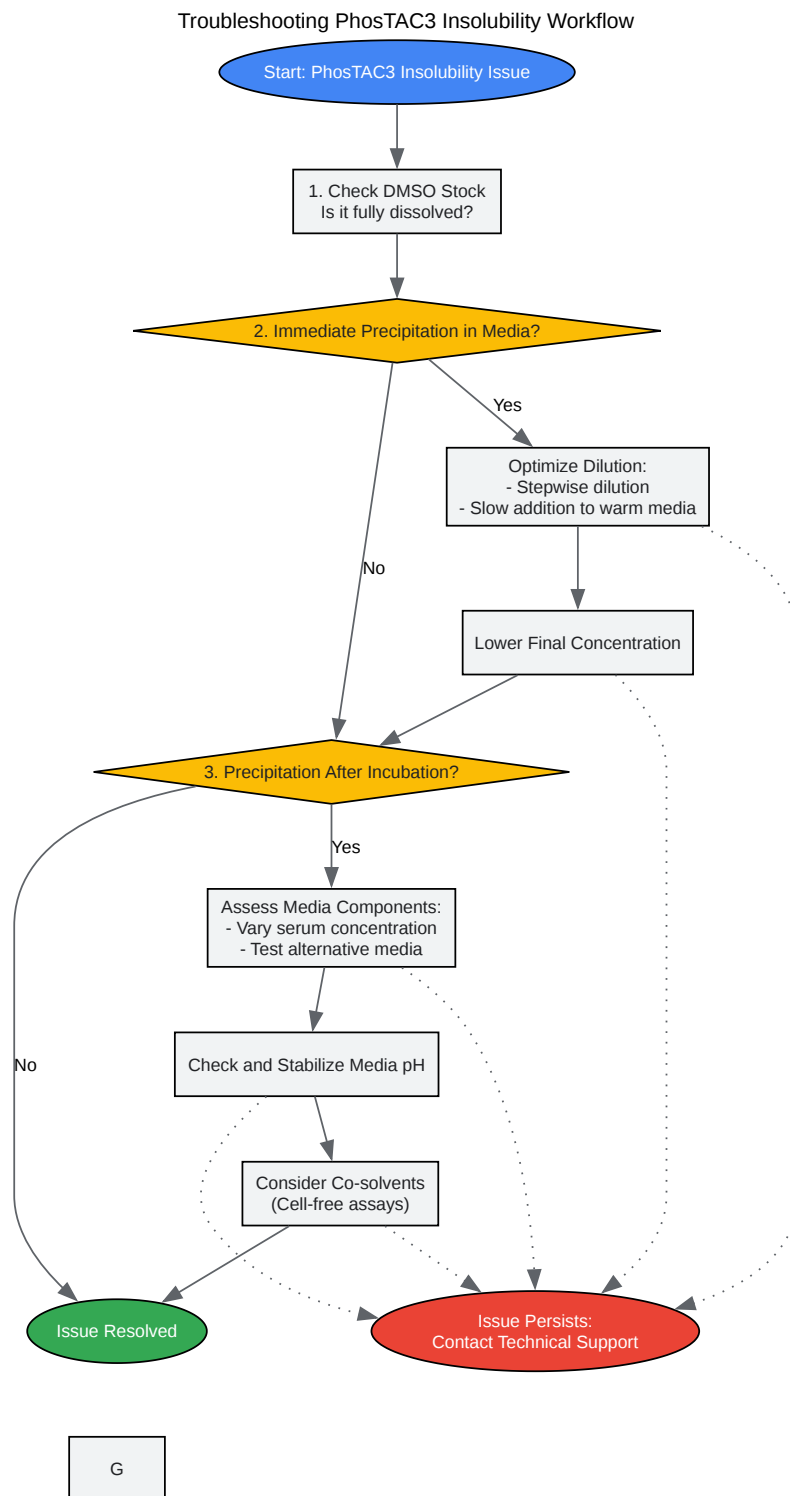 Troubleshooting PhosTAC3 Insolubility Workflow
Start: PhosTAC3 Insolubility Issue
1. Check DMSO Stock
Is it fully dissolved?
2. Immediate Precipitation in Media?
Yes
Optimize Dilution:
- Stepwise dilution
- Slow addition to warm media
No
Lower Final Concentration
3. Precipitation After Incubation?
Yes
Assess Media Components:
- Vary serum concentration
- Test alternative media
No
Check and Stabilize Media pH
Consider Co-solvents
(Cell-free assays)
Issue Resolved
Issue Persists:
Contact Technical Support
G